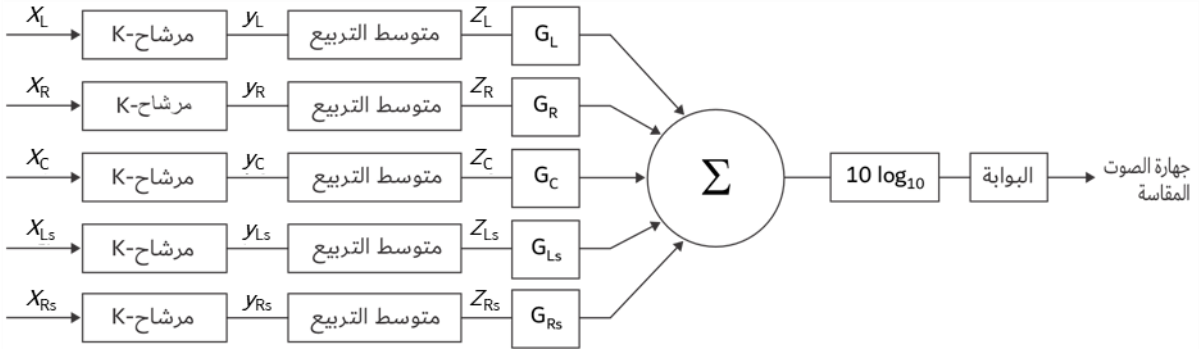 X_L مرشاح-K y_L متوسط التربيع Z_L G_L
X_R مرشاح-K y_R متوسط التربيع Z_R G_R
X_C مرشاح-K y_C متوسط التربيع Z_C G_C
Σ 10 log₁₀ البوابة جهارة الصوت
المقاسة
X_Ls مرشاح-K y_Ls متوسط التربيع Z_Ls G_Ls
X_Rs مرشاح-K y_Rs متوسط التربيع Z_Rs G_Rs